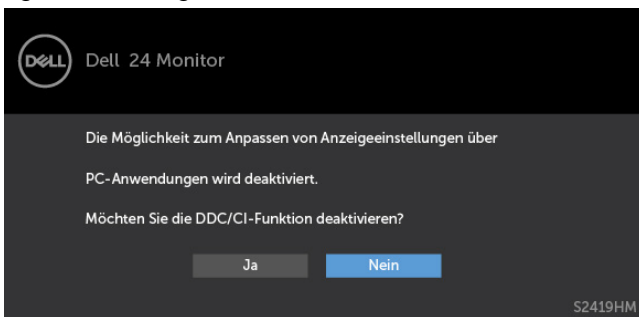 DELL
Dell 24 Monitor
Die Möglichkeit zum Anpassen von Anzeigeeinstellungen über
PC-Anwendungen wird deaktiviert.
Möchten Sie die DDC/CI-Funktion deaktivieren?
Ja
Nein
S2419HM